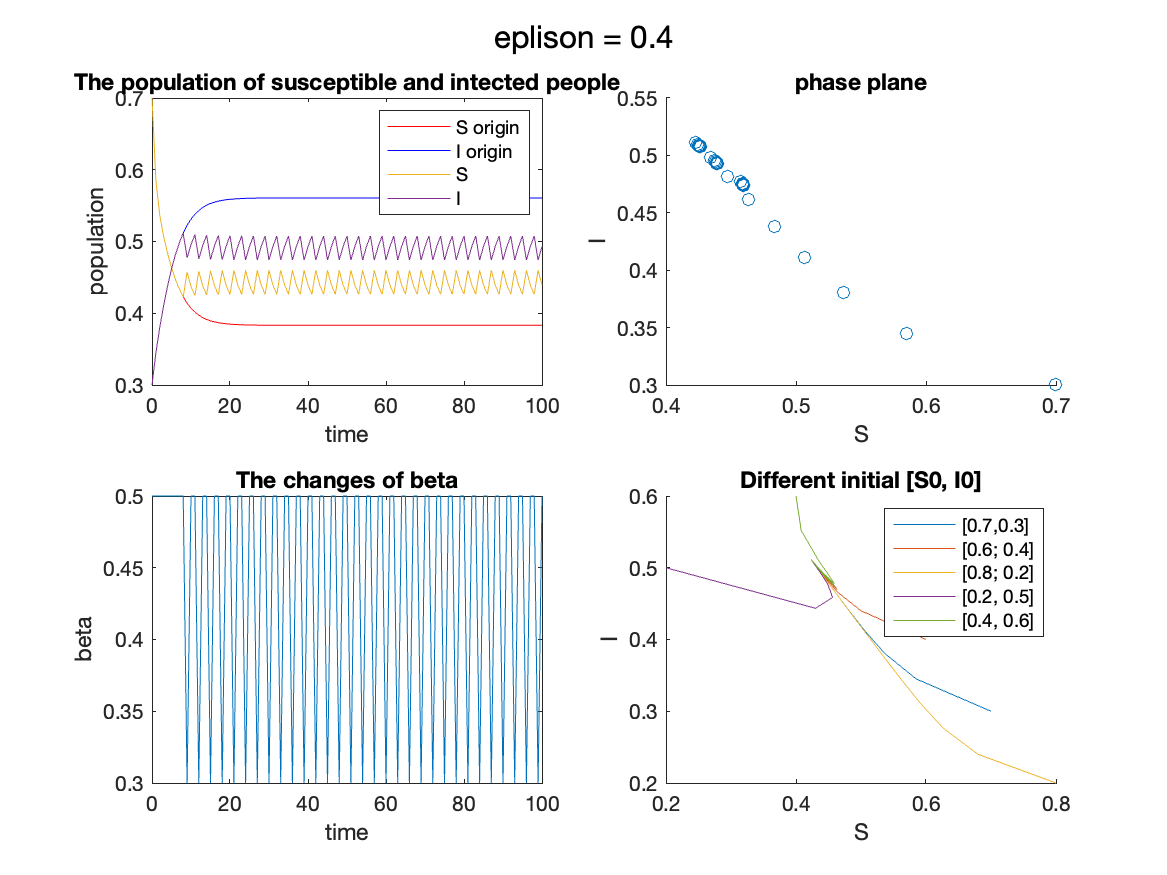 eplison = 0.4
The population of susceptible and intected people
0.7
0.6
0.5
0.4
0.3
population
0
20
40
60
80
100
time
S origin
I origin
S
I
phase plane
0.55
0.5
0.45
0.4
0.35
0.3
I
0.4
0.5
0.6
0.7
S
The changes of beta
0.5
0.45
0.4
0.35
0.3
beta
0
20
40
60
80
100
time
Different initial [S0, I0]
0.6
0.5
0.4
0.3
0.2
I
0.2
0.4
0.6
0.8
S
[0.7,0.3]
[0.6; 0.4]
[0.8; 0.2]
[0.2, 0.5]
[0.4, 0.6]